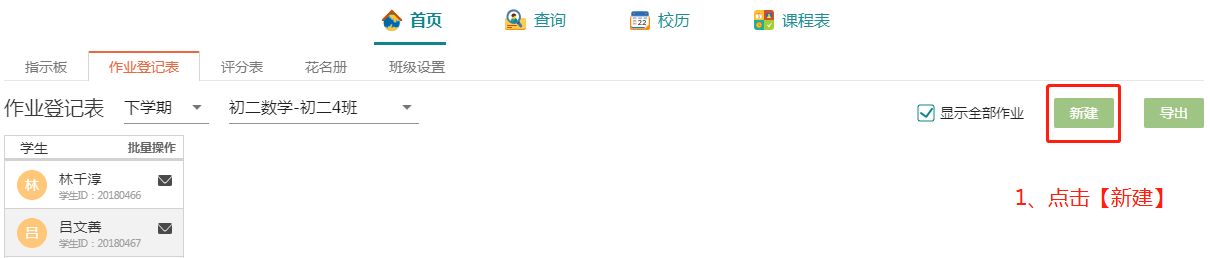 首页 查询 22 校历 课程表
指示板 作业登记表 评分表 花名册 班级设置
作业登记表 下学期 初二数学-初二4班 显示全部作业 新建 导出
学生 批量操作
林 林千淳
学生ID：20180466
1、点击【新建】
吕 吕文善
学生ID：20180467